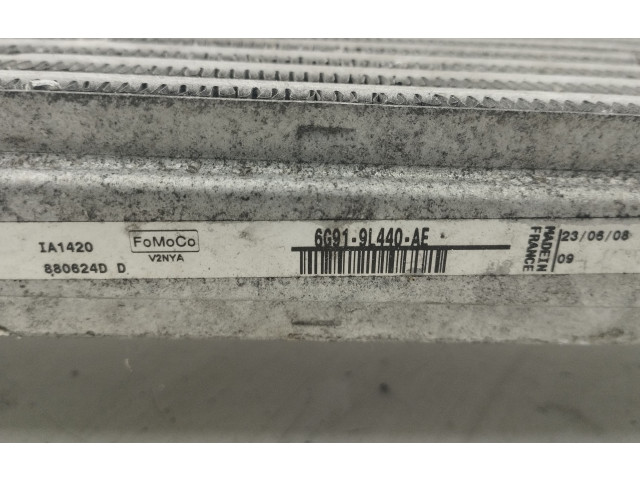 IA1420
880624D D
FoMoCo
V2NYA
6G91-9L440-AE
MADE IN
FRANCE
23/06/08
09